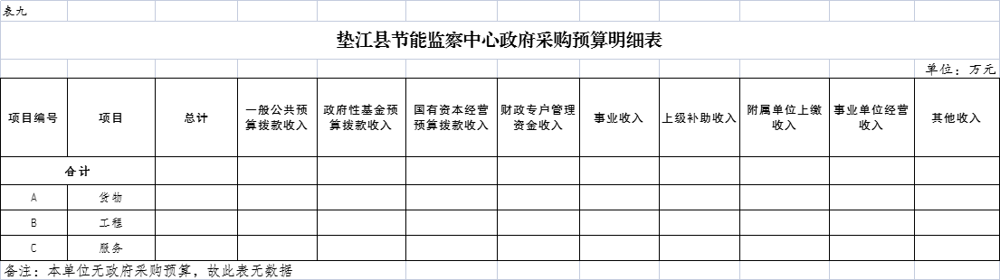 表九
垫江县节能监察中心政府采购预算明细表
单位：万元
项目编号 项目 总计 一般公共预算拨款收入 政府性基金预算拨款收入 国有资本经营预算拨款收入 财政专户管理资金收入 事业收入 上级补助收入 附属单位上缴收入 事业单位经营收入 其他收入
合计
A 货物
B 工程
C 服务
备注：本单位无政府采购预算，故此表无数据